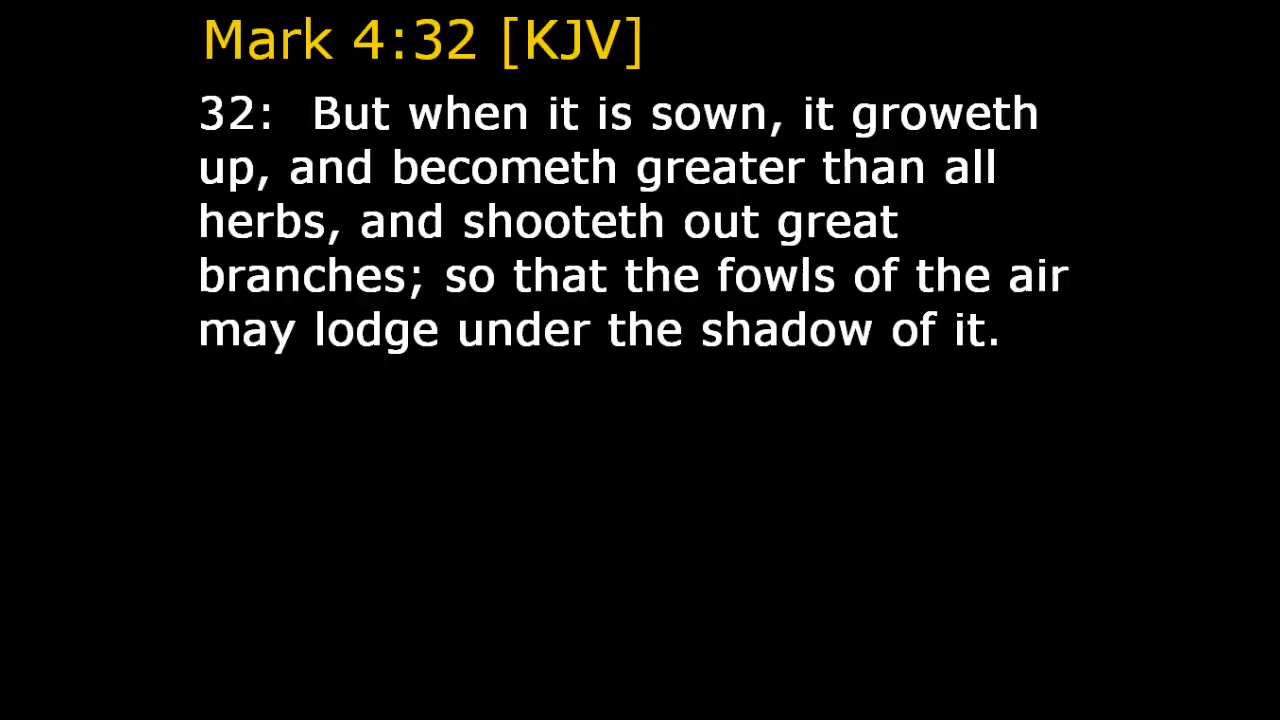 Mark 4:32 [KJV]
32:  But when it is sown, it groweth
up, and becometh greater than all
herbs, and shooteth out great
branches; so that the fowls of the air
may lodge under the shadow of it.